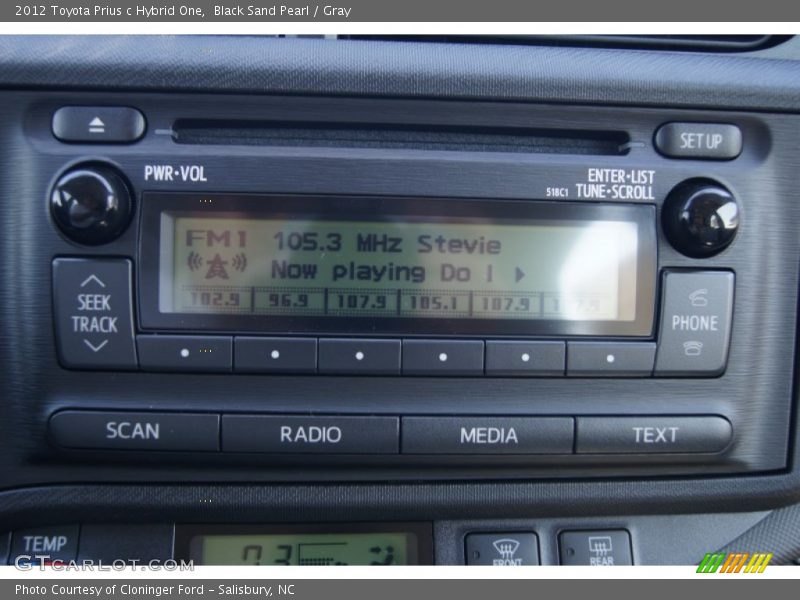 2012 Toyota Prius c Hybrid One, Black Sand Pearl / Gray
SET UP
PWR•VOL
ENTER•LIST
518C1 TUNE•SCROLL
FM1 105.3 MHz Stevie
Now playing Do I
SEEK
TRACK
PHONE
102.9 96.9 107.9 105.1 107.9
SCAN RADIO MEDIA TEXT
TEMP
FRONT REAR
GTCARLOT.COM
Photo Courtesy of Cloninger Ford - Salisbury, NC